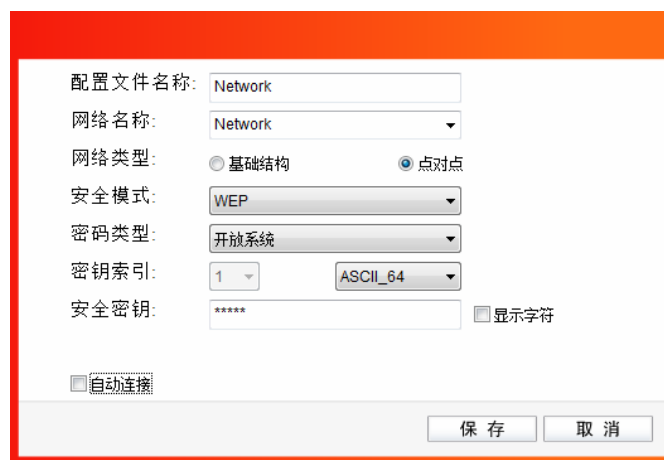 配置文件名称: Network
网络名称: Network
网络类型: 基础结构 点对点
安全模式: WEP
密码类型: 开放系统
密钥索引: 1 ASCII_64
安全密钥: ***** 显示字符
自动连接
保存 取消